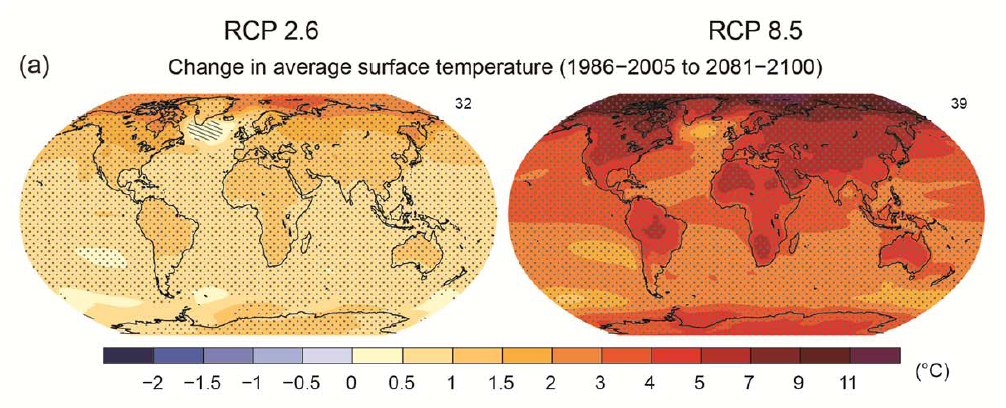 RCP 2.6 RCP 8.5
(a) Change in average surface temperature (1986−2005 to 2081−2100)
32 39
−2 −1.5 −1 −0.5 0 0.5 1 1.5 2 3 4 5 7 9 11 (°C)